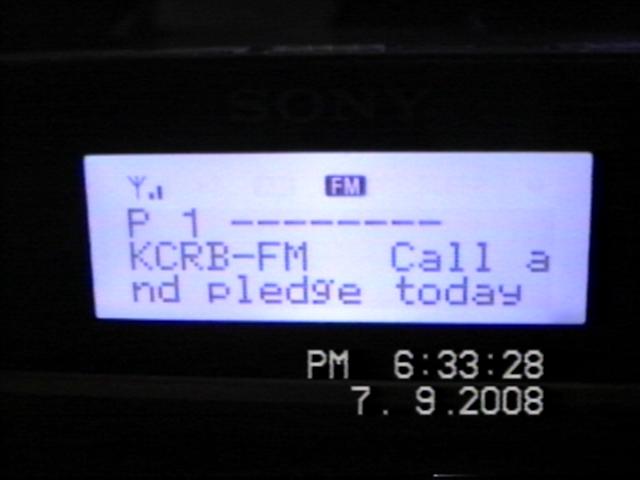 SONY
FM
P 1 --------
KCRB-FM   Call a
nd pledge today
PM 6:33:28
7. 9.2008